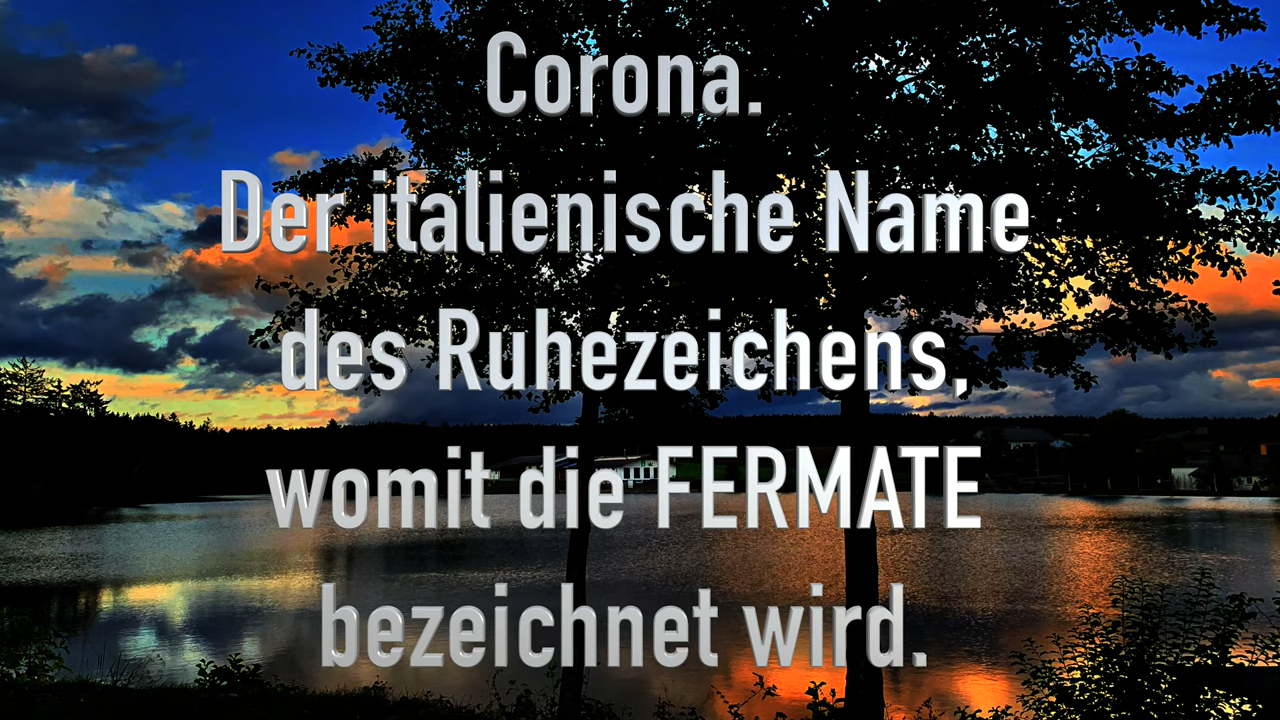 Corona.
Der italienische Name
des Ruhezeichens,
womit die FERMATE
bezeichnet wird.